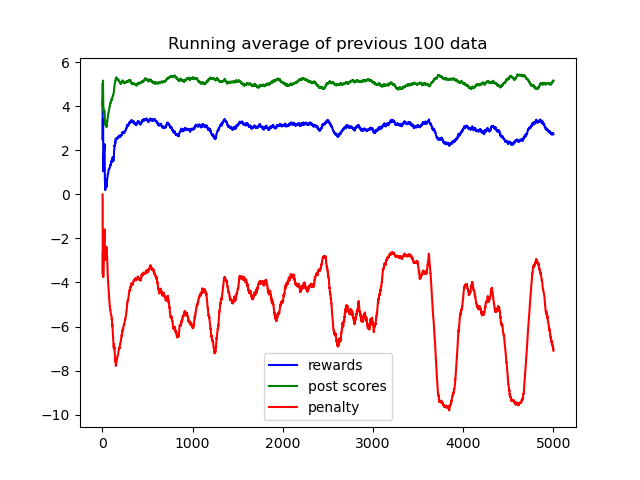 Running average of previous 100 data
6
4
2
0
−2
−4
−6
−8
−10
rewards
post scores
penalty
0 1000 2000 3000 4000 5000